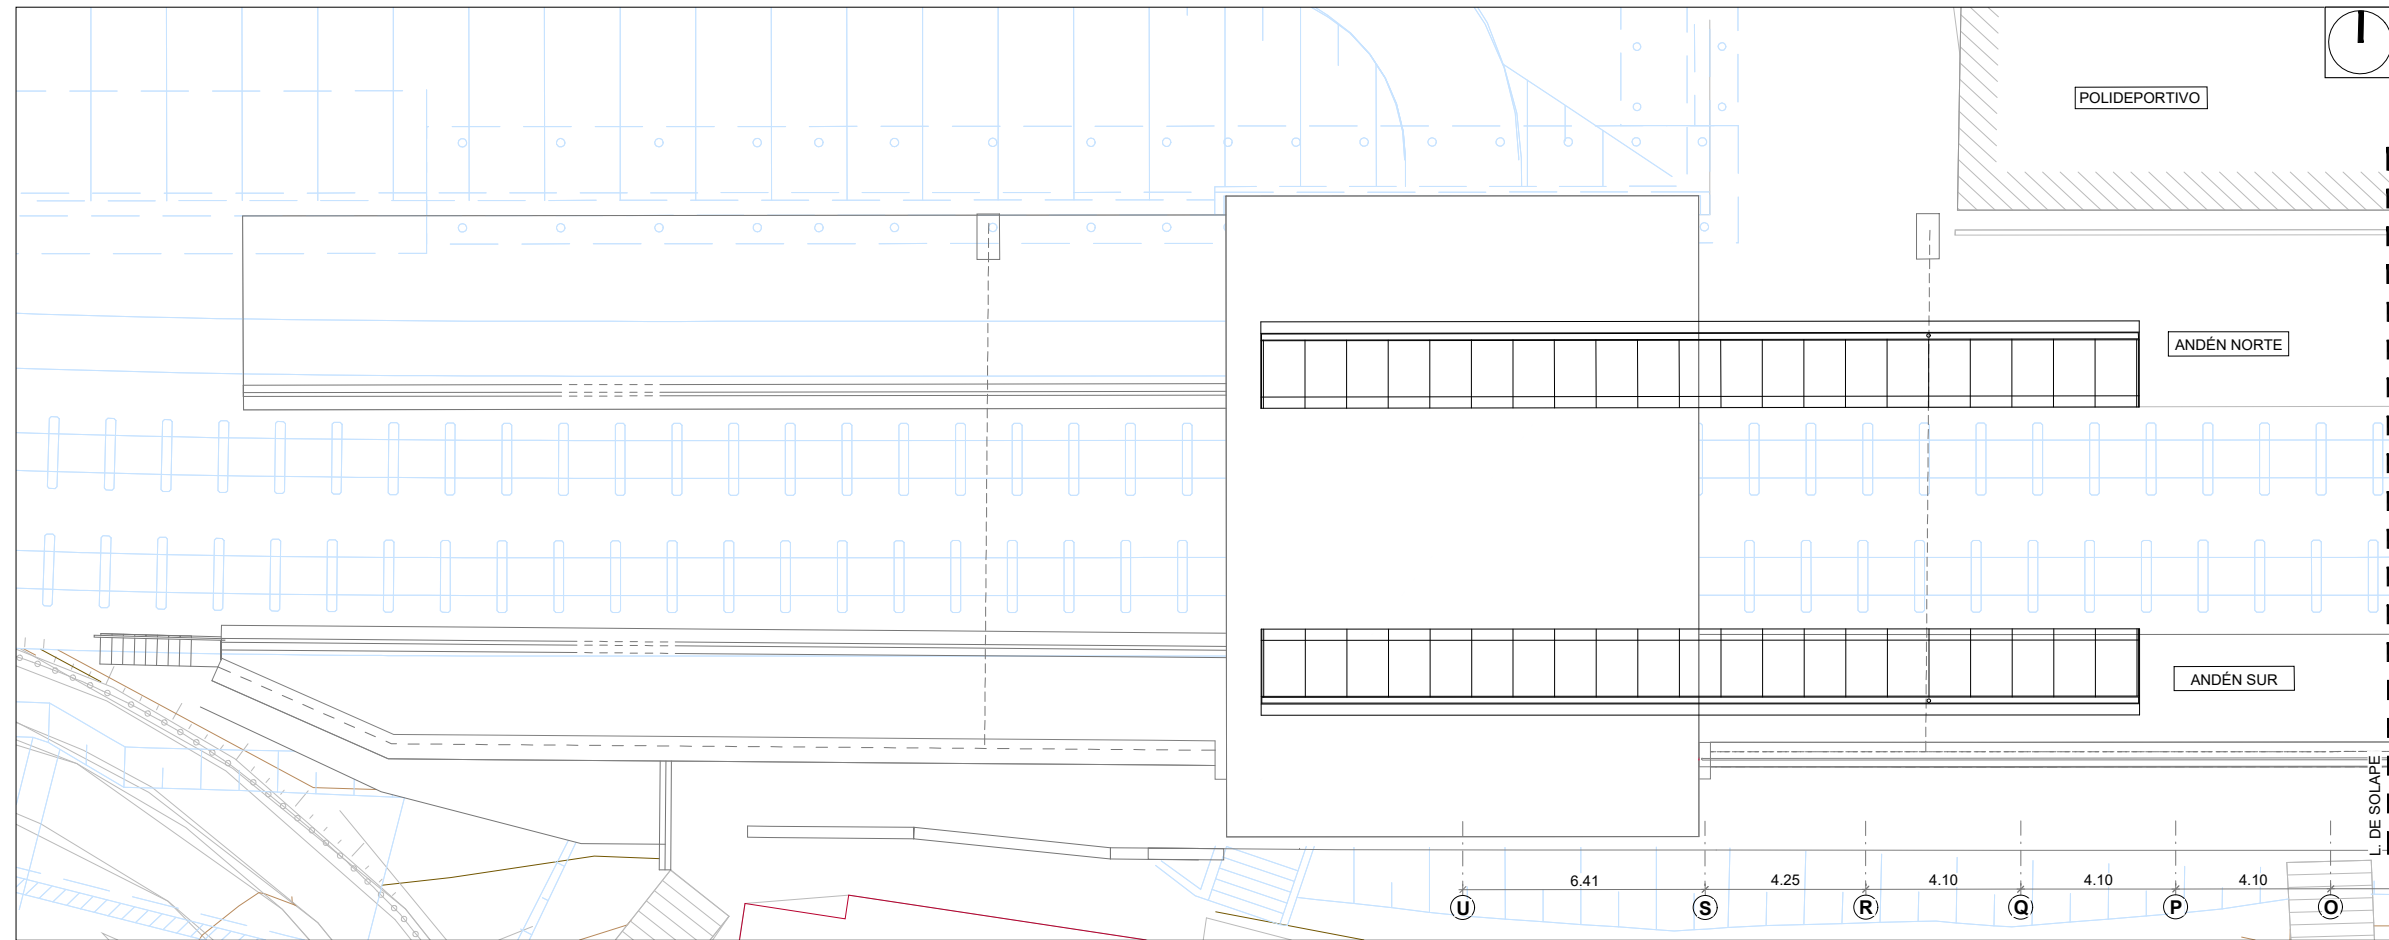 POLIDEPORTIVO
ANDÉN NORTE
ANDÉN SUR
L. DE SOLAPE
6.41 4.25 4.10 4.10 4.10
U S R Q P O